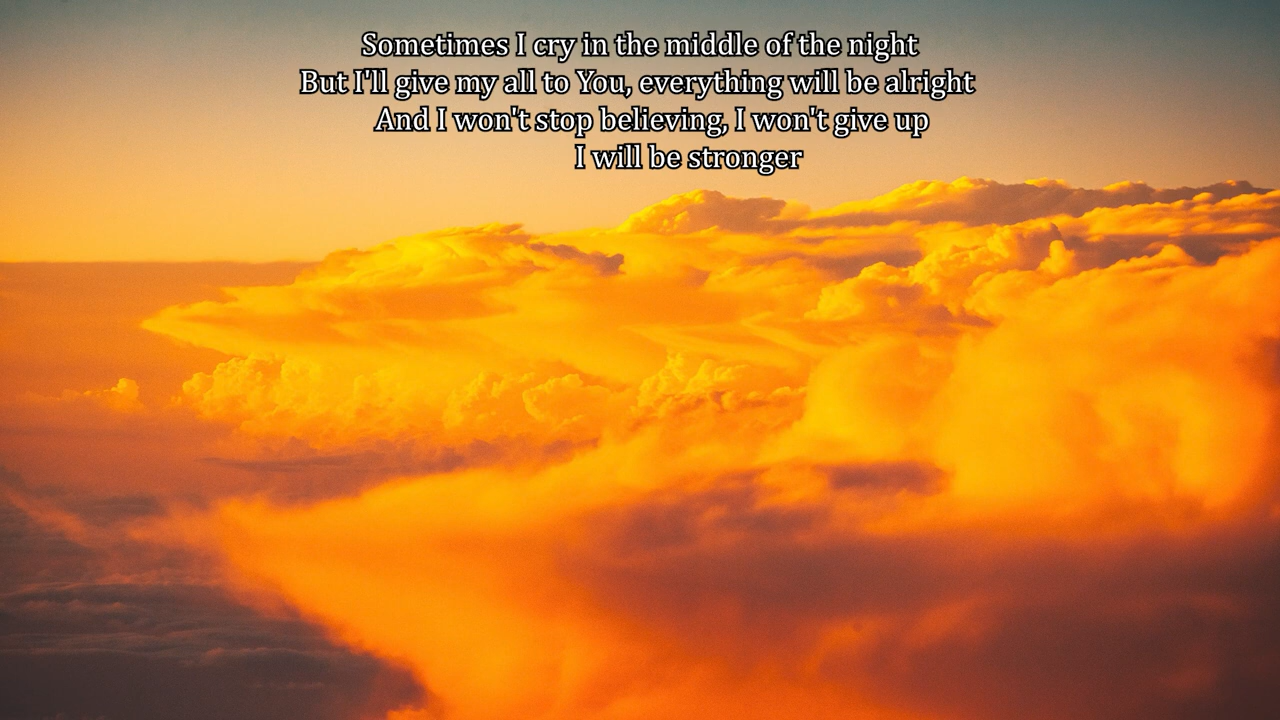 Sometimes I cry in the middle of the night
But I'll give my all to You, everything will be alright
And I won't stop believing, I won't give up
I will be stronger